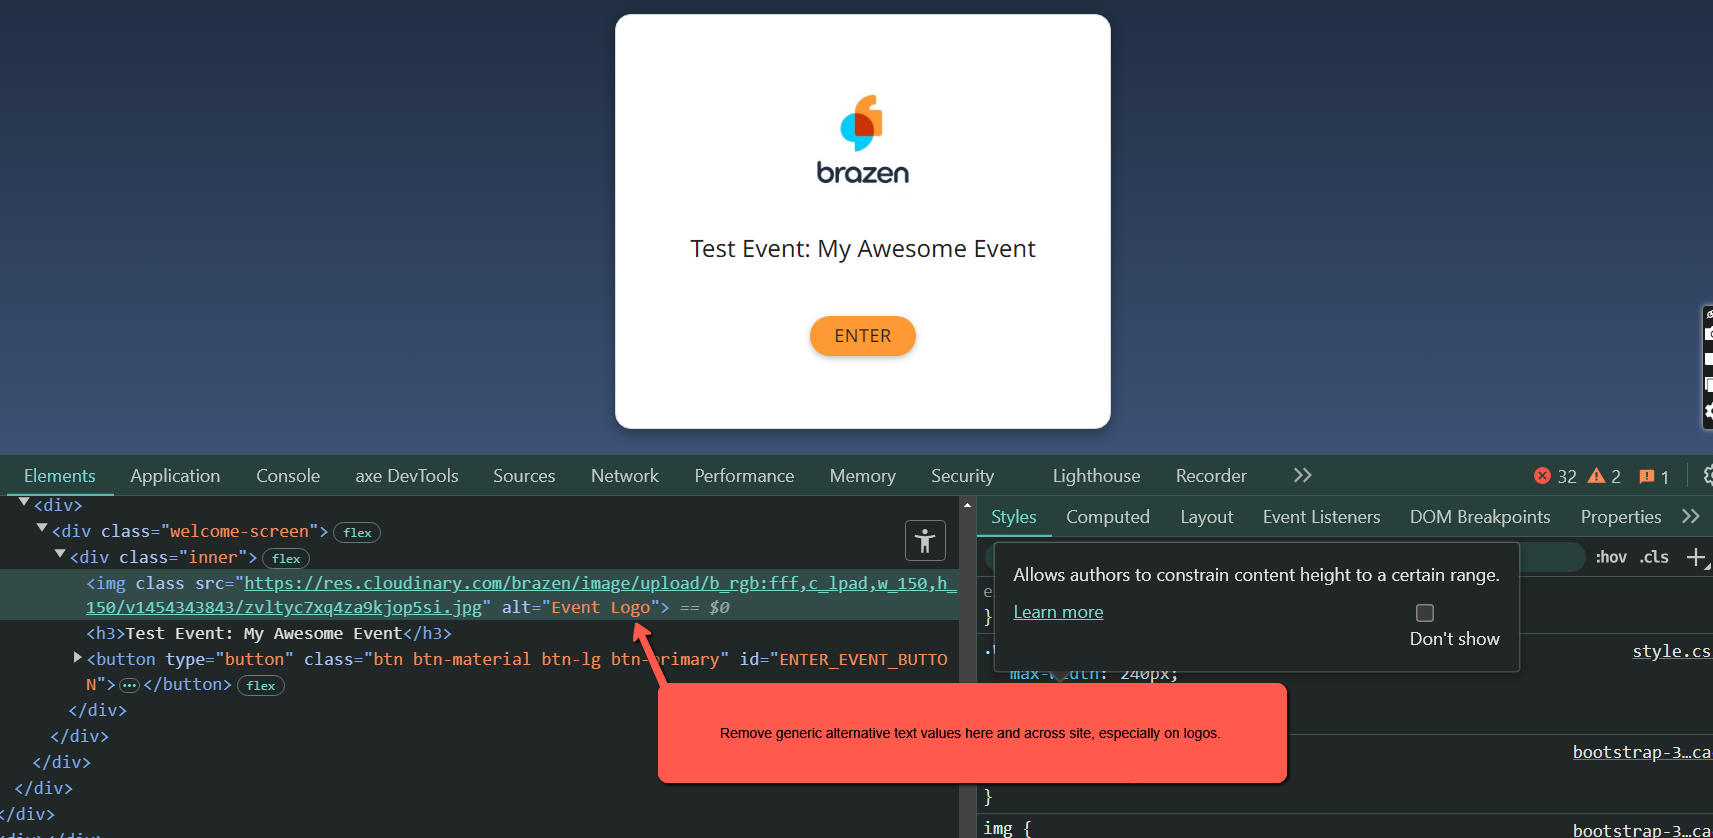 brazen
Test Event: My Awesome Event
ENTER
Elements Application Console axe DevTools Sources Network Performance Memory Security Lighthouse Recorder 32 2 1
<div>
<div class="welcome-screen"> flex
<div class="inner"> flex
<img class src="https://res.cloudinary.com/brazen/image/upload/b_rgb:fff,c_lpad,w_150,h_
150/v1454343843/zvltyc7xq4za9kjop5si.jpg" alt="Event Logo"> == $0
<h3>Test Event: My Awesome Event</h3>
<button type="button" class="btn btn-material btn-lg btn-primary" id="ENTER_EVENT_BUTTO
N"> </button> flex
</div>
</div>
</div>
</div>
</div>
Styles Computed Layout Event Listeners DOM Breakpoints Properties
:hov .cls
Allows authors to constrain content height to a certain range.
Learn more
Don't show
}
style.cs
max-width: 240px;
Remove generic alternative text values here and across site, especially on logos.
bootstrap-3…ca
}
img {
bootstrap-3…ca